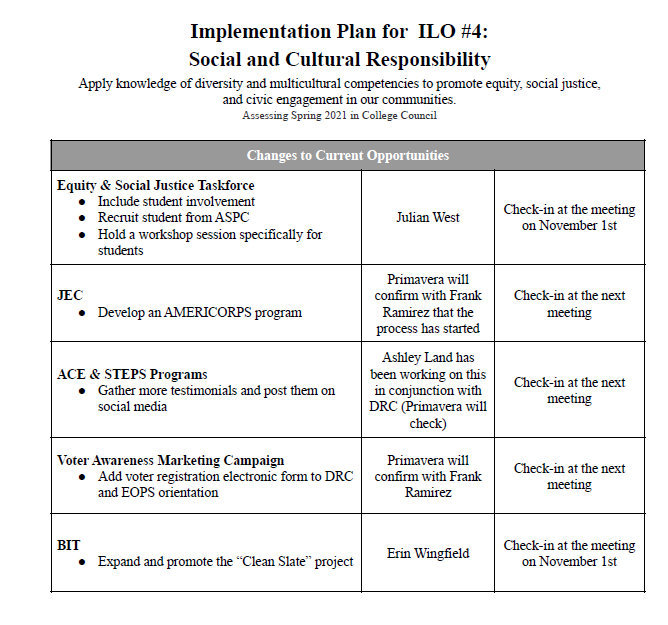 Implementation Plan for ILO #4:
Social and Cultural Responsibility
Apply knowledge of diversity and multicultural competencies to promote equity, social justice,
and civic engagement in our communities.
Assessing Spring 2021 in College Council
Changes to Current Opportunities
Equity & Social Justice Taskforce
● Include student involvement
● Recruit student from ASPC
● Hold a workshop session specifically for
students
Julian West
Check-in at the meeting
on November 1st
JEC
● Develop an AMERICORPS program
Primavera will
confirm with Frank
Ramirez that the
process has started
Check-in at the next
meeting
ACE & STEPS Programs
● Gather more testimonials and post them on
social media
Ashley Land has
been working on this
in conjunction with
DRC (Primavera will
check)
Check-in at the next
meeting
Voter Awareness Marketing Campaign
● Add voter registration electronic form to DRC
and EOPS orientation
Primavera will
confirm with Frank
Ramirez
Check-in at the next
meeting
BIT
● Expand and promote the “Clean Slate” project
Erin Wingfield
Check-in at the meeting
on November 1st